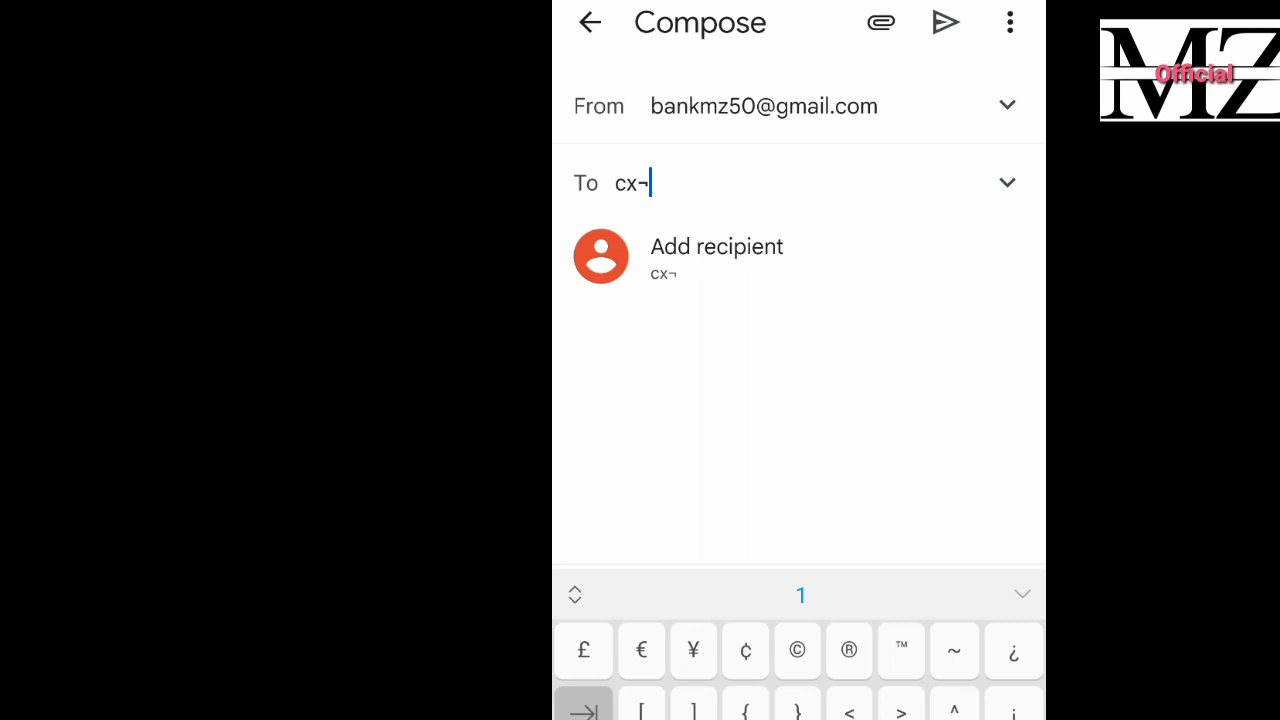 Compose
From bankmz50@gmail.com
To cx¬
Add recipient
cx¬
1
£ € ¥ ¢ © ® ™ ~ ¿
[ ] { } < > ^ ¡
MZ
Official